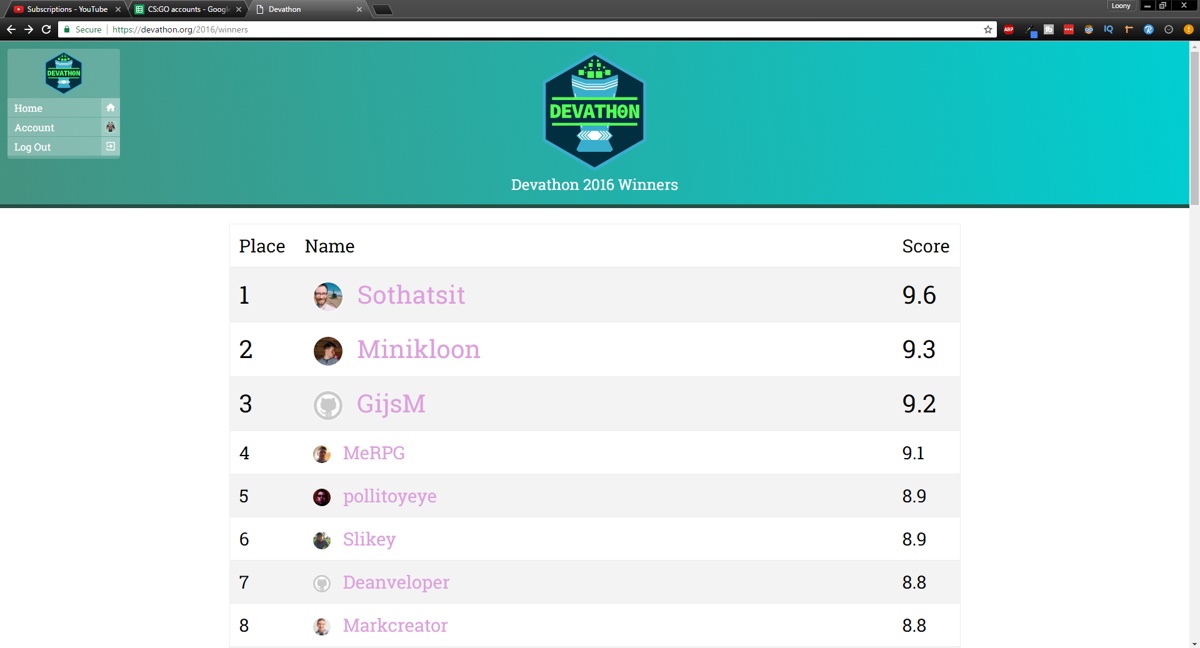 Subscriptions - YouTube
CS:GO accounts - Google
Devathon
Loony
Secure
https://devathon.org/2016/winners
ABP
IQ
DEVATHON
Home
Account
Log Out
DEVATHON
Devathon 2016 Winners
Place Name Score
1 Sothatsit 9.6
2 Minikloon 9.3
3 GijsM 9.2
4 MeRPG 9.1
5 pollitoyeye 8.9
6 Slikey 8.9
7 Deanveloper 8.8
8 Markcreator 8.8